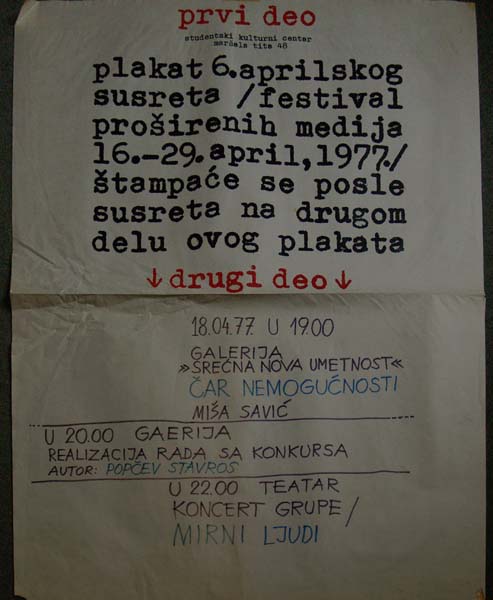 prvi deo
studentski kulturni centar
maršala tita 48
plakat 6. aprilskog
susreta / festival
proširenih medija
16.–29. april, 1977./
štampaće se posle
susreta na drugom
delu ovog plakata
↓ drugi deo ↓
18.04.77. U 19.00
GALERIJA
»SREĆNA NOVA UMETNOST«
ČAR NEMOGUĆNOSTI
MIŠA SAVIĆ
U 20.00 GAERIJA
REALIZACIJA RADA SA KONKURSA
AUTOR: POPČEV STAVROS
U 22.00 TEATAR
KONCERT GRUPE /
MIRNI LJUDI